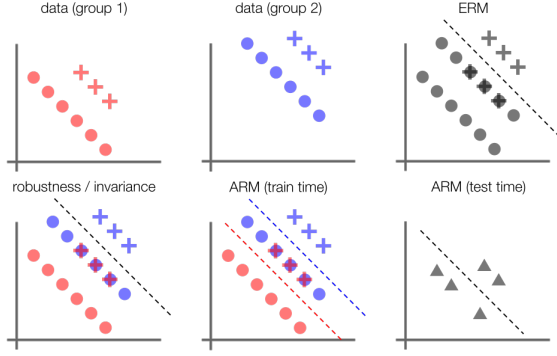 data (group 1)
data (group 2)
ERM
robustness / invariance
ARM (train time)
ARM (test time)